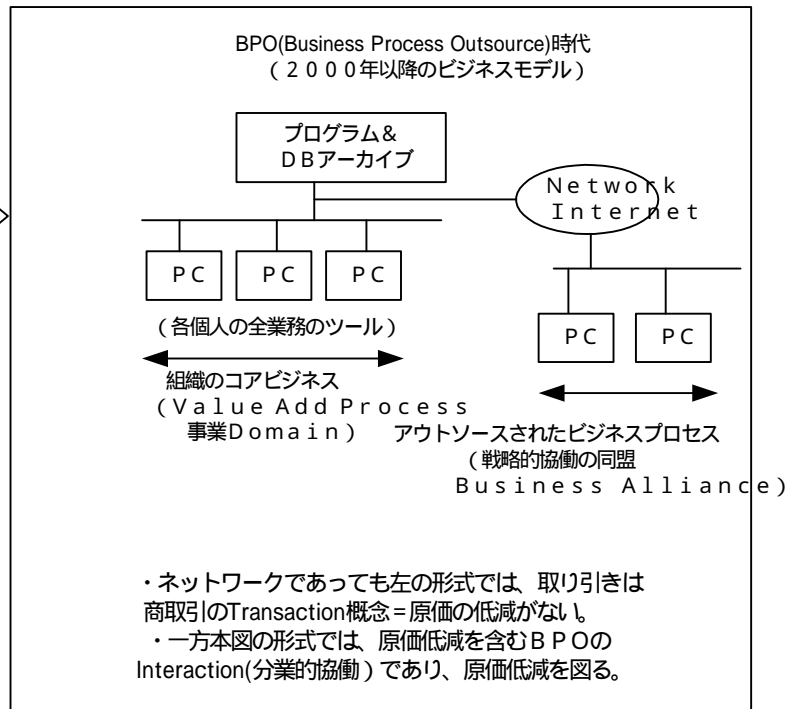 BPO(Business Process Outsource)時代
(2000年以降のビジネスモデル)
プログラム&
DBアーカイブ
Network
Internet
PC PC PC
(各個人の全業務のツール)
PC PC
組織のコアビジネス
(Value Add Process
事業Domain)
アウトソースされたビジネスプロセス
(戦略的協働の同盟
Business Alliance)
・ネットワークであっても左の形式では、取り引きは
商取引のTransaction概念=原価の低減がない。
・一方本図の形式では、原価低減を含むBPOの
Interaction(分業的協働)であり、原価低減を図る。